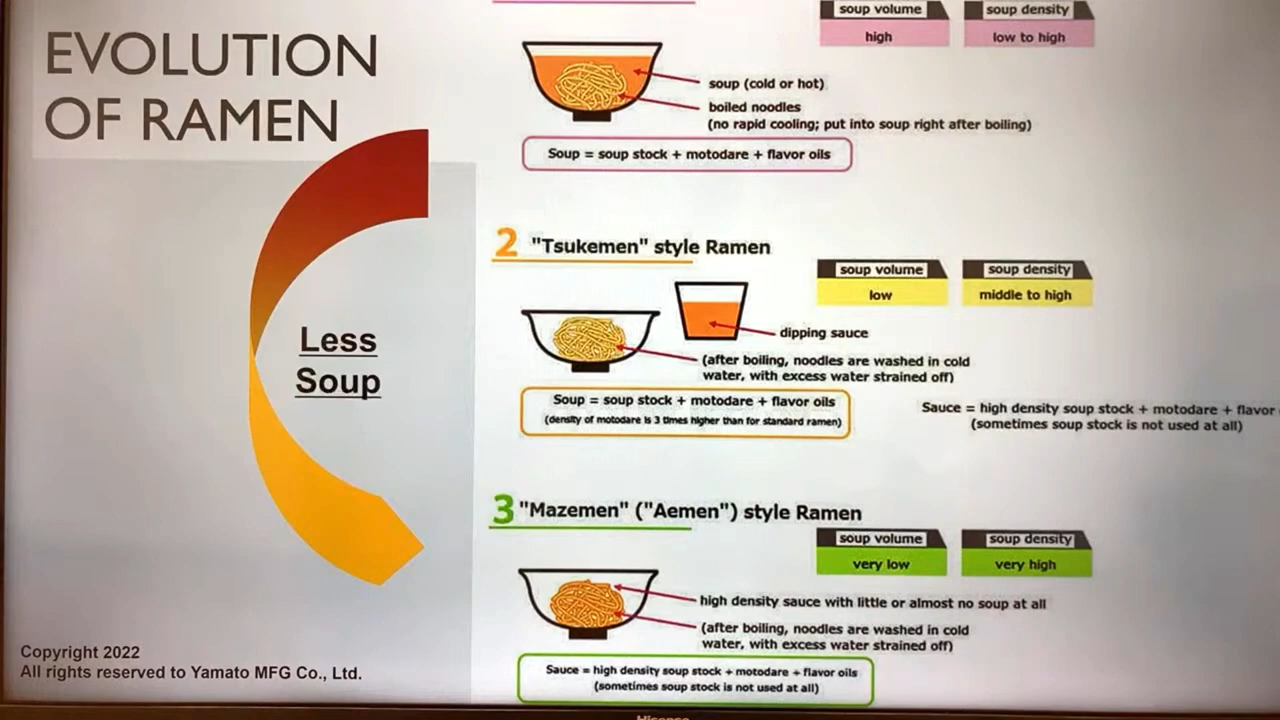 EVOLUTION
OF RAMEN
Less
Soup
Copyright 2022
All rights reserved to Yamato MFG Co., Ltd.
soup volume
high
soup density
low to high
soup (cold or hot)
boiled noodles
(no rapid cooling; put into soup right after boiling)
Soup = soup stock + motodare + flavor oils
2 "Tsukemen" style Ramen
soup volume
low
soup density
middle to high
dipping sauce
(after boiling, noodles are washed in cold
water, with excess water strained off)
Soup = soup stock + motodare + flavor oils
(density of motodare is 3 times higher than for standard ramen)
Sauce = high density soup stock + motodare + flavor
(sometimes soup stock is not used at all)
3 "Mazemen" ("Aemen") style Ramen
soup volume
very low
soup density
very high
high density sauce with little or almost no soup at all
(after boiling, noodles are washed in cold
water, with excess water strained off)
Sauce = high density soup stock + motodare + flavor oils
(sometimes soup stock is not used at all)